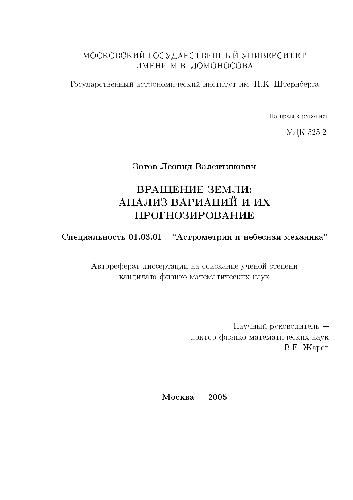 МОСКОВСКИЙ ГОСУДАРСТВЕННЫЙ УНИВЕРСИТЕТ
ИМЕНИ М.В. ЛОМОНОСОВА
Государственный астрономический институт им. П.К. Штернберга
На правах рукописи
УДК 525.2
Зотов Леонид Валентинович
ВРАЩЕНИЕ ЗЕМЛИ:
АНАЛИЗ ВАРИАЦИЙ И ИХ
ПРОГНОЗИРОВАНИЕ
Специальность 01.03.01 – “Астрометрия и небесная механика”
Автореферат диссертации на соискание ученой степени
кандидата физико-математических наук
Научный руководитель —
доктор физико-математических наук
В.Е. Жаров
Москва — 2005